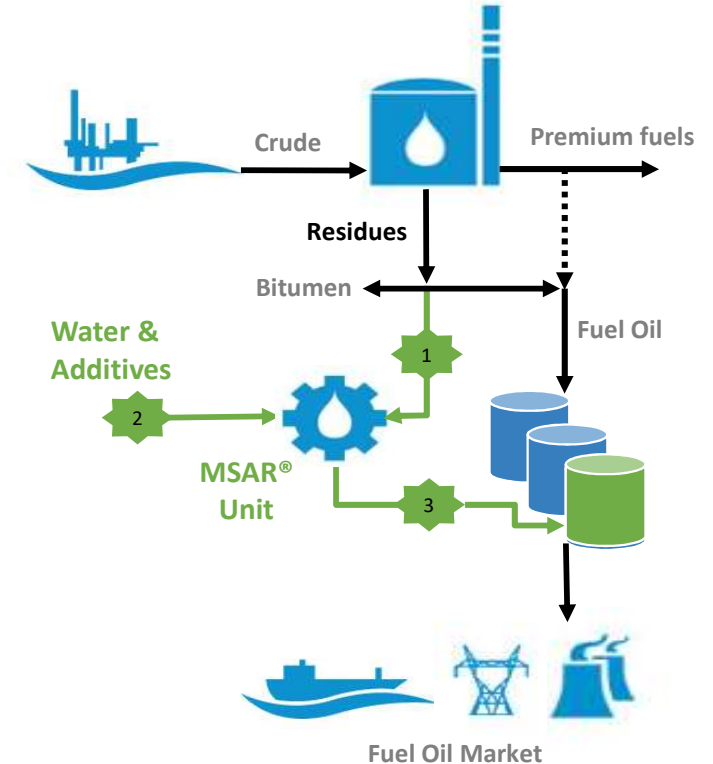 Crude
Premium fuels
Residues
Bitumen
Fuel Oil
Water &
Additives
1
2
MSAR®
Unit
3
Fuel Oil Market